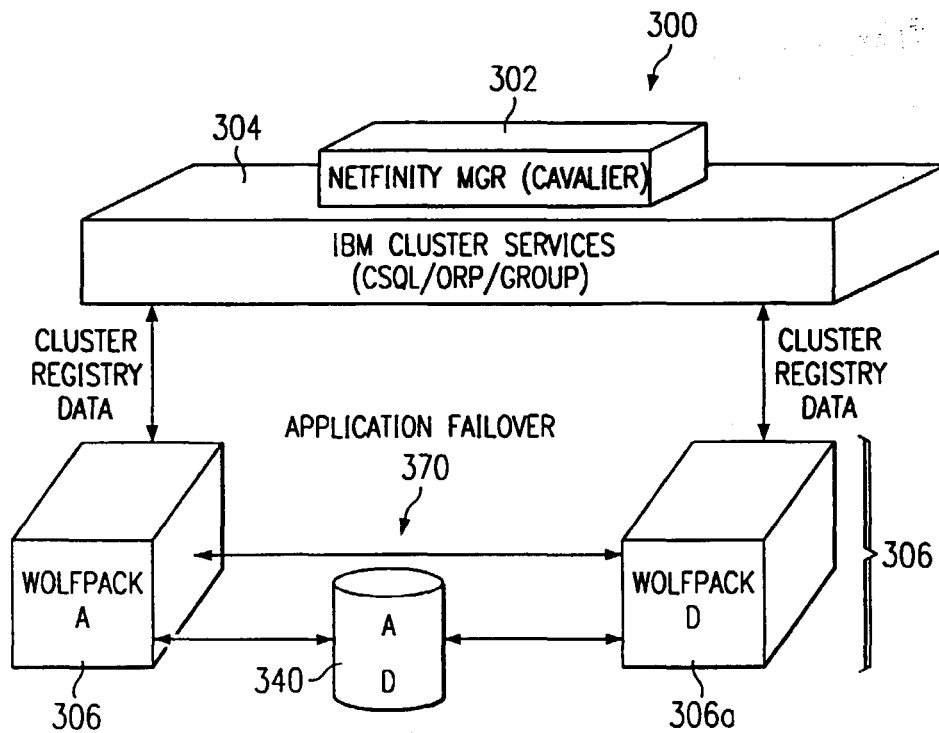 300
302
304
NETFINITY MGR (CAVALIER)
IBM CLUSTER SERVICES
(CSQL/ORP/GROUP)
CLUSTER
REGISTRY
DATA
CLUSTER
REGISTRY
DATA
APPLICATION FAILOVER
370
WOLFPACK
A
WOLFPACK
D
306
A
D
340
306
306a